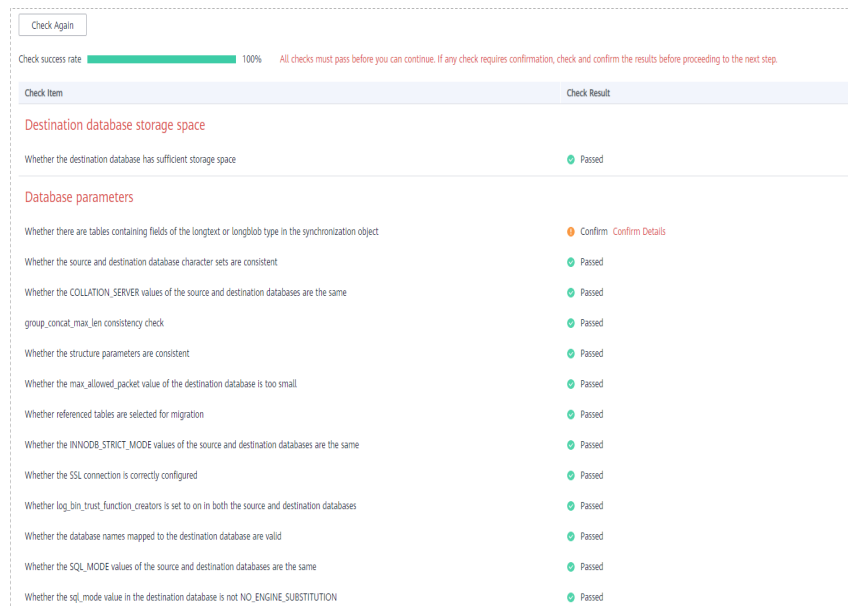 Check Again
Check success rate 100% All checks must pass before you can continue. If any check requires confirmation, check and confirm the results before proceeding to the next step.
Check Item Check Result
Destination database storage space
Whether the destination database has sufficient storage space Passed
Database parameters
Whether there are tables containing fields of the longtext or longblob type in the synchronization object Confirm Confirm Details
Whether the source and destination database character sets are consistent Passed
Whether the COLLATION_SERVER values of the source and destination databases are the same Passed
group_concat_max_len consistency check Passed
Whether the structure parameters are consistent Passed
Whether the max_allowed_packet value of the destination database is too small Passed
Whether referenced tables are selected for migration Passed
Whether the INNODB_STRICT_MODE values of the source and destination databases are the same Passed
Whether the SSL connection is correctly configured Passed
Whether log_bin_trust_function_creators is set to on in both the source and destination databases Passed
Whether the database names mapped to the destination database are valid Passed
Whether the SQL_MODE values of the source and destination databases are the same Passed
Whether the sql_mode value in the destination database is not NO_ENGINE_SUBSTITUTION Passed